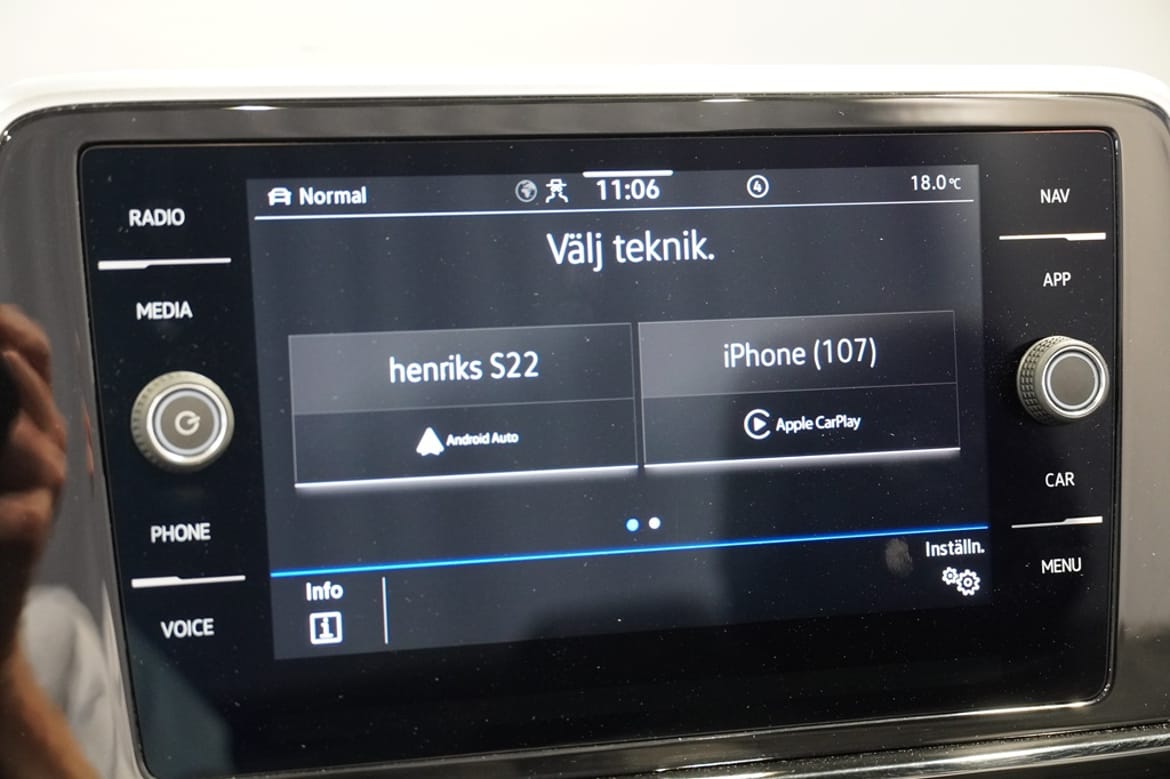 RADIO
MEDIA
PHONE
VOICE
Normal
11:06
4
18.0°C
Välj teknik.
henriks S22
Android Auto
iPhone (107)
Apple CarPlay
Info
i
Inställn.
NAV
APP
CAR
MENU